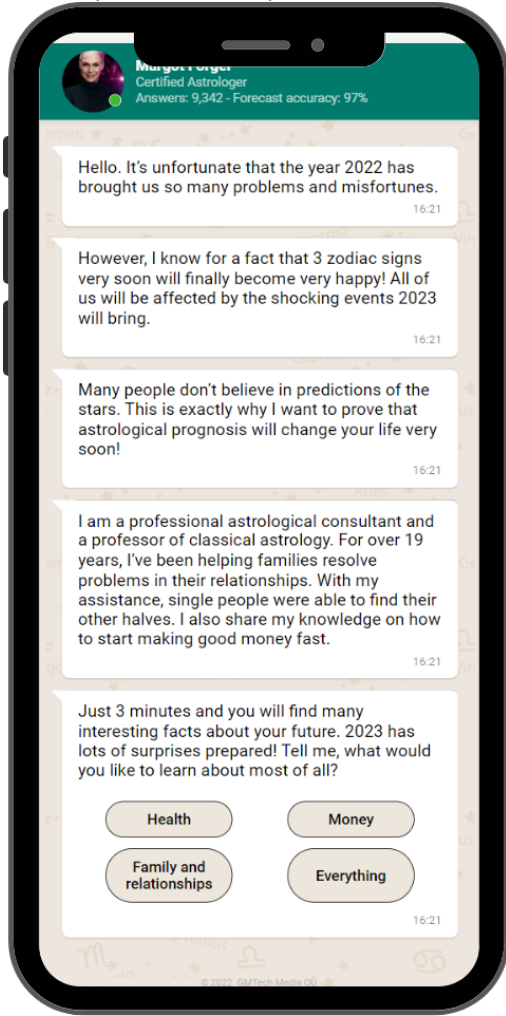 Margot Forger
Certified Astrologer
Answers: 9,342 - Forecast accuracy: 97%
Hello. It's unfortunate that the year 2022 has
brought us so many problems and misfortunes.
16:21
However, I know for a fact that 3 zodiac signs
very soon will finally become very happy! All of
us will be affected by the shocking events 2023
will bring.
16:21
Many people don't believe in predictions of the
stars. This is exactly why I want to prove that
astrological prognosis will change your life very
soon!
16:21
I am a professional astrological consultant and
a professor of classical astrology. For over 19
years, I've been helping families resolve
problems in their relationships. With my
assistance, single people were able to find their
other halves. I also share my knowledge on how
to start making good money fast.
16:21
Just 3 minutes and you will find many
interesting facts about your future. 2023 has
lots of surprises prepared! Tell me, what would
you like to learn about most of all?
Health
Money
Family and
relationships
Everything
16:21
© 2022. GMTech Media OÜ